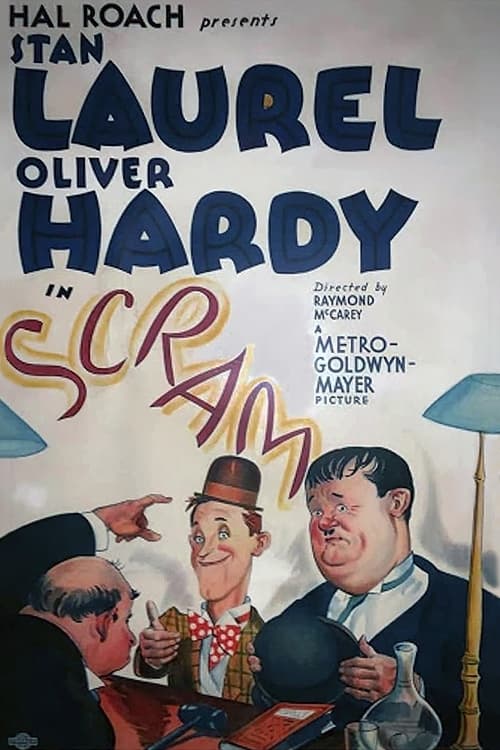 HAL ROACH presents
STAN
LAUREL
OLIVER
HARDY
IN
SCRAM
Directed by
RAYMOND
McCAREY
A
METRO-
GOLDWYN-
MAYER
PICTURE